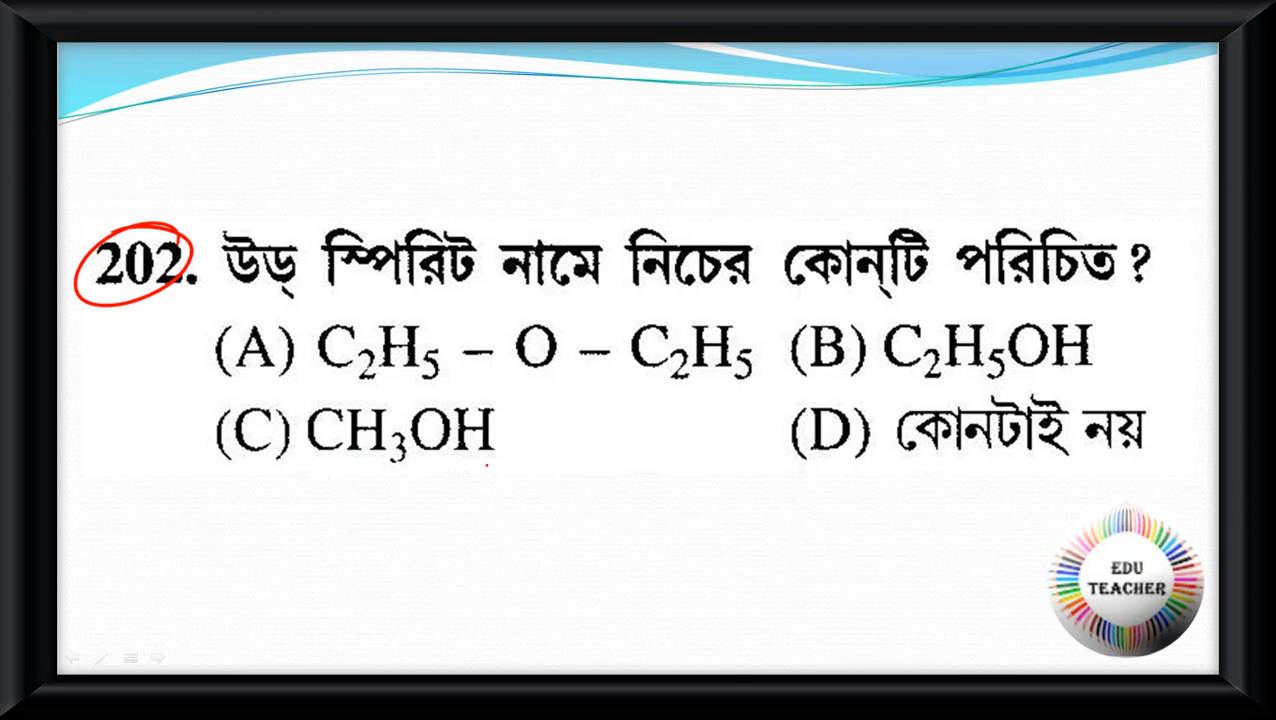 202. উড্ স্পিরিট নামে নিচের কোন্‌টি পরিচিত ?
(A) C₂H₅ – O – C₂H₅ (B) C₂H₅OH
(C) CH₃OH (D) কোনটাই নয়
EDU
TEACHER